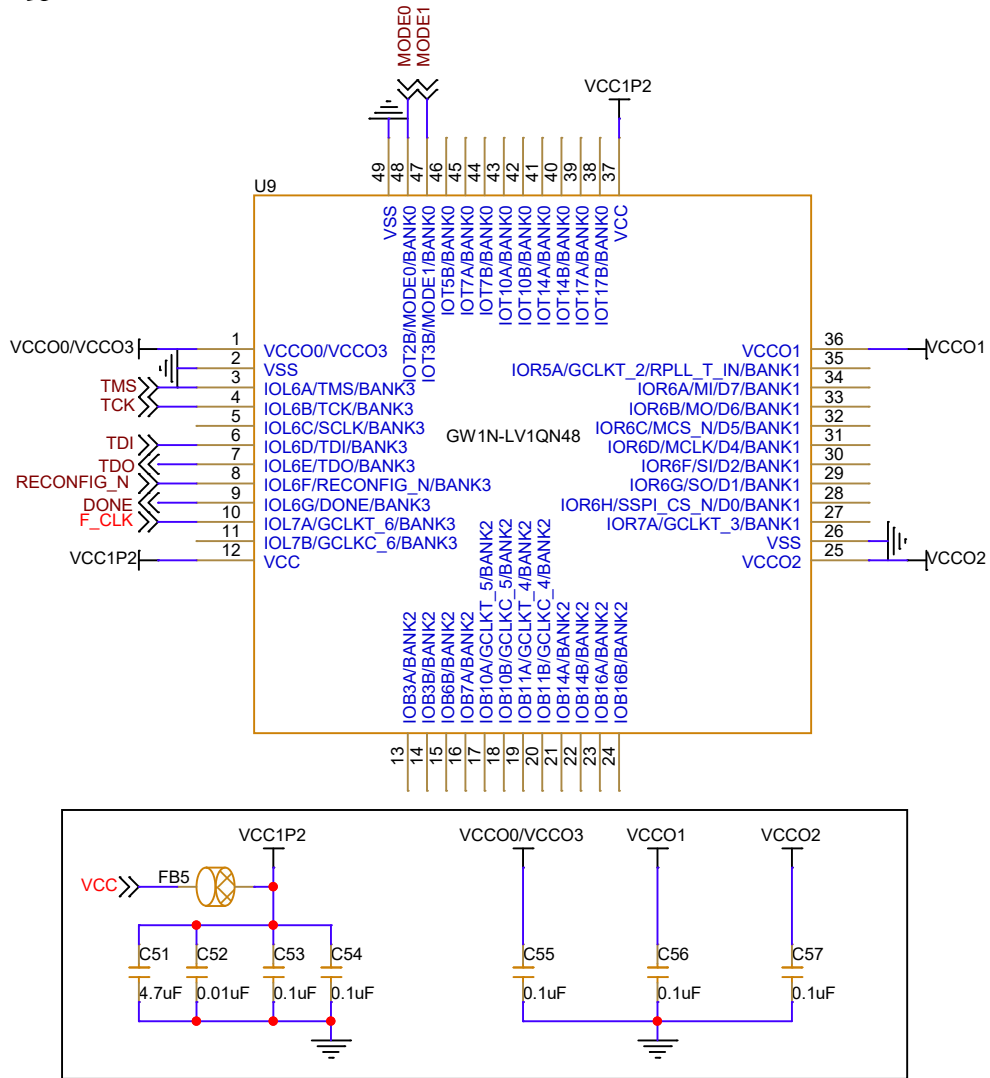 MODE0
MODE1
VCC1P2
49
48
47
46
45
44
43
42
41
40
39
38
37
U9
VSS
IOT2B/MODE0/BANK0
IOT3B/MODE1/BANK0
IOT5B/BANK0
IOT7A/BANK0
IOT7B/BANK0
IOT10A/BANK0
IOT10B/BANK0
IOT14A/BANK0
IOT14B/BANK0
IOT17A/BANK0
IOT17B/BANK0
VCC
VCCO0/VCCO3 1 VCCO0/VCCO3
2 VSS
TMS 3 IOL6A/TMS/BANK3
TCK 4 IOL6B/TCK/BANK3
5 IOL6C/SCLK/BANK3
TDI 6 IOL6D/TDI/BANK3
TDO 7 IOL6E/TDO/BANK3
RECONFIG_N 8 IOL6F/RECONFIG_N/BANK3
DONE 9 IOL6G/DONE/BANK3
F_CLK 10 IOL7A/GCLKT_6/BANK3
11 IOL7B/GCLKC_6/BANK3
VCC1P2 12 VCC
GW1N-LV1QN48
VCCO1 36 VCCO1
IOR5A/GCLKT_2/RPLL_T_IN/BANK1 35
IOR6A/MI/D7/BANK1 34
IOR6B/MO/D6/BANK1 33
IOR6C/MCS_N/D5/BANK1 32
IOR6D/MCLK/D4/BANK1 31
IOR6F/SI/D2/BANK1 30
IOR6G/SO/D1/BANK1 29
IOR6H/SSPI_CS_N/D0/BANK1 28
IOR7A/GCLKT_3/BANK1 27
VSS 26
VCCO2 25 VCCO2
IOB3A/BANK2
IOB3B/BANK2
IOB6B/BANK2
IOB7A/BANK2
IOB10A/GCLKT_5/BANK2
IOB10B/GCLKC_5/BANK2
IOB11A/GCLKT_4/BANK2
IOB11B/GCLKC_4/BANK2
IOB14A/BANK2
IOB14B/BANK2
IOB16A/BANK2
IOB16B/BANK2
13
14
15
16
17
18
19
20
21
22
23
24
VCC1P2 VCCO0/VCCO3 VCCO1 VCCO2
VCC FB5
C51 C52 C53 C54 C55 C56 C57
4.7uF 0.01uF 0.1uF 0.1uF 0.1uF 0.1uF 0.1uF